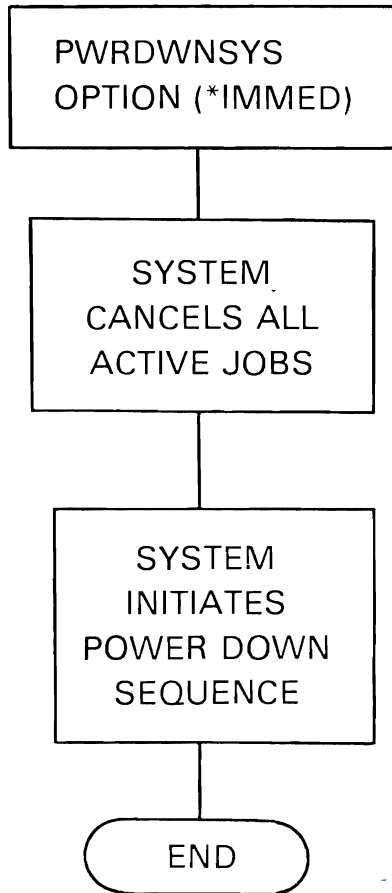 PWRDWNSYS
OPTION (*IMMED)
SYSTEM
CANCELS ALL
ACTIVE JOBS
SYSTEM
INITIATES
POWER DOWN
SEQUENCE
END